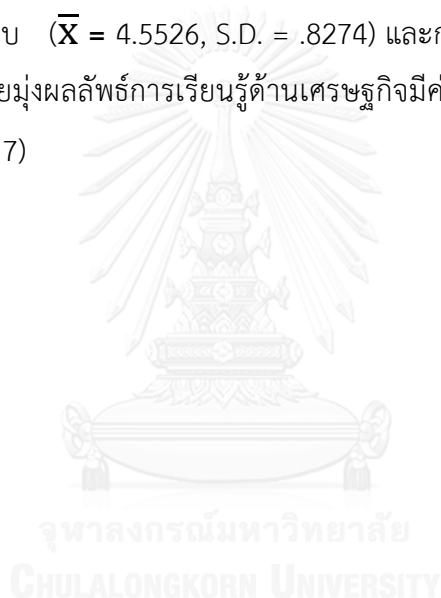 บ (X̄ = 4.5526, S.D. = .8274) และก
ยมุ่งผลลัพธ์การเรียนรู้ด้านเศรษฐกิจมีค่
7)
จุฬาลงกรณ์มหาวิทยาลัย
CHULALONGKORN UNIVERSITY